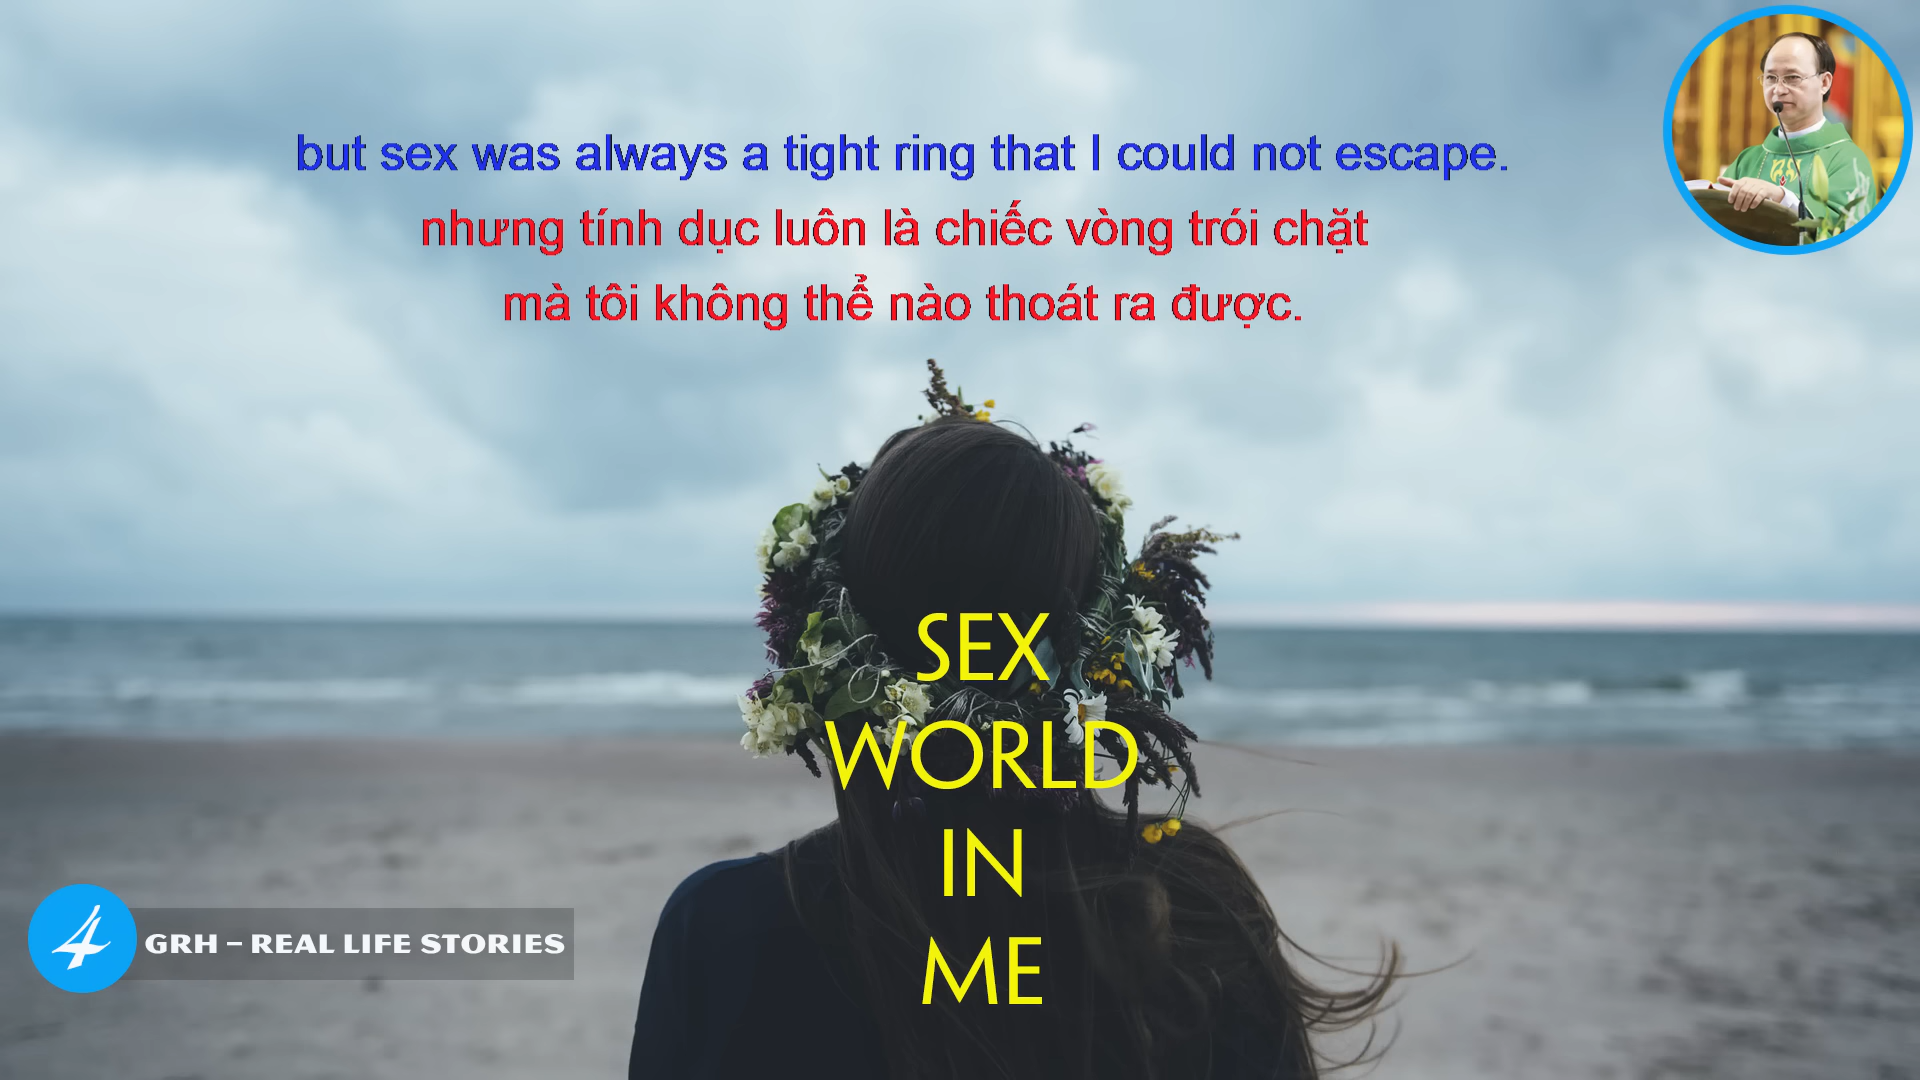 but sex was always a tight ring that I could not escape.
nhưng tính dục luôn là chiếc vòng trói chặt
mà tôi không thể nào thoát ra được.
SEX
WORLD
IN
ME
4 GRH – REAL LIFE STORIES